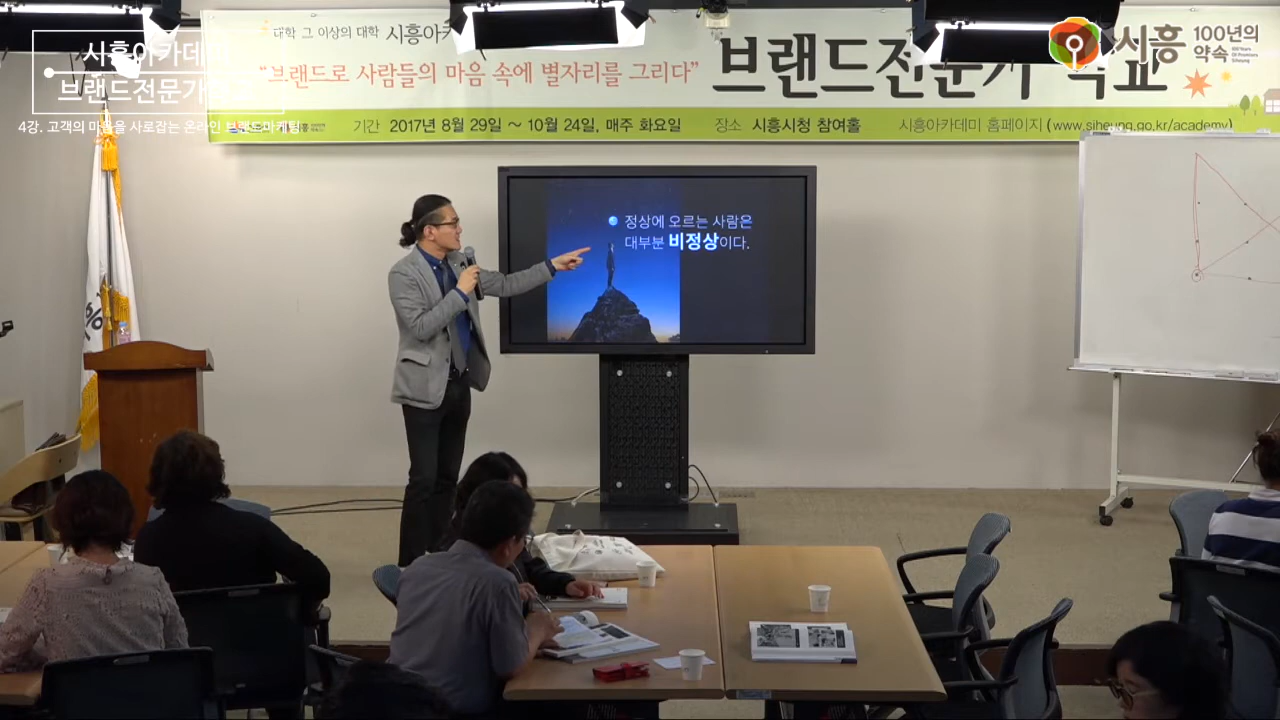 시흥아카데미
브랜드전문가학교
4강. 고객의 마음을 사로잡는 온라인 브랜드마케팅
대학 그 이상의 대학 시흥아카
“브랜드로 사람들의 마음 속에 별자리를 그리다”
브랜드전문가 학교
기간 2017년 8월 29일 ~ 10월 24일, 매주 화요일 장소 시흥시청 참여홀 시흥아카데미 홈페이지 (www.siheung.go.kr/academy)
시흥
100년의
약속
정상에 오르는 사람은
대부분 비정상이다.